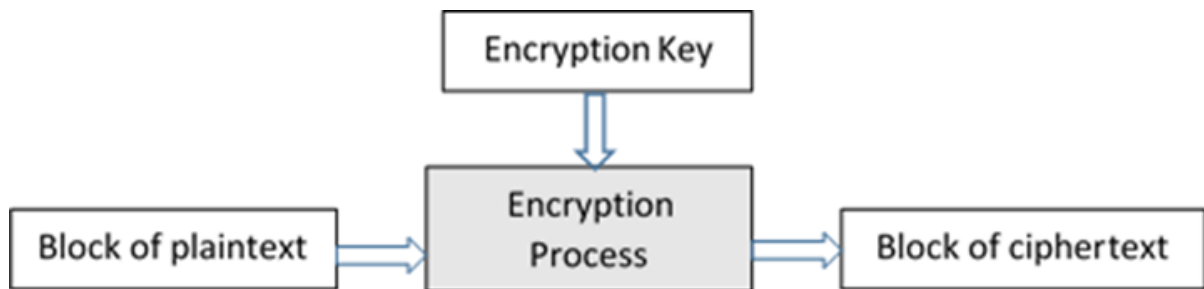 Encryption Key
Block of plaintext
Encryption
Process
Block of ciphertext